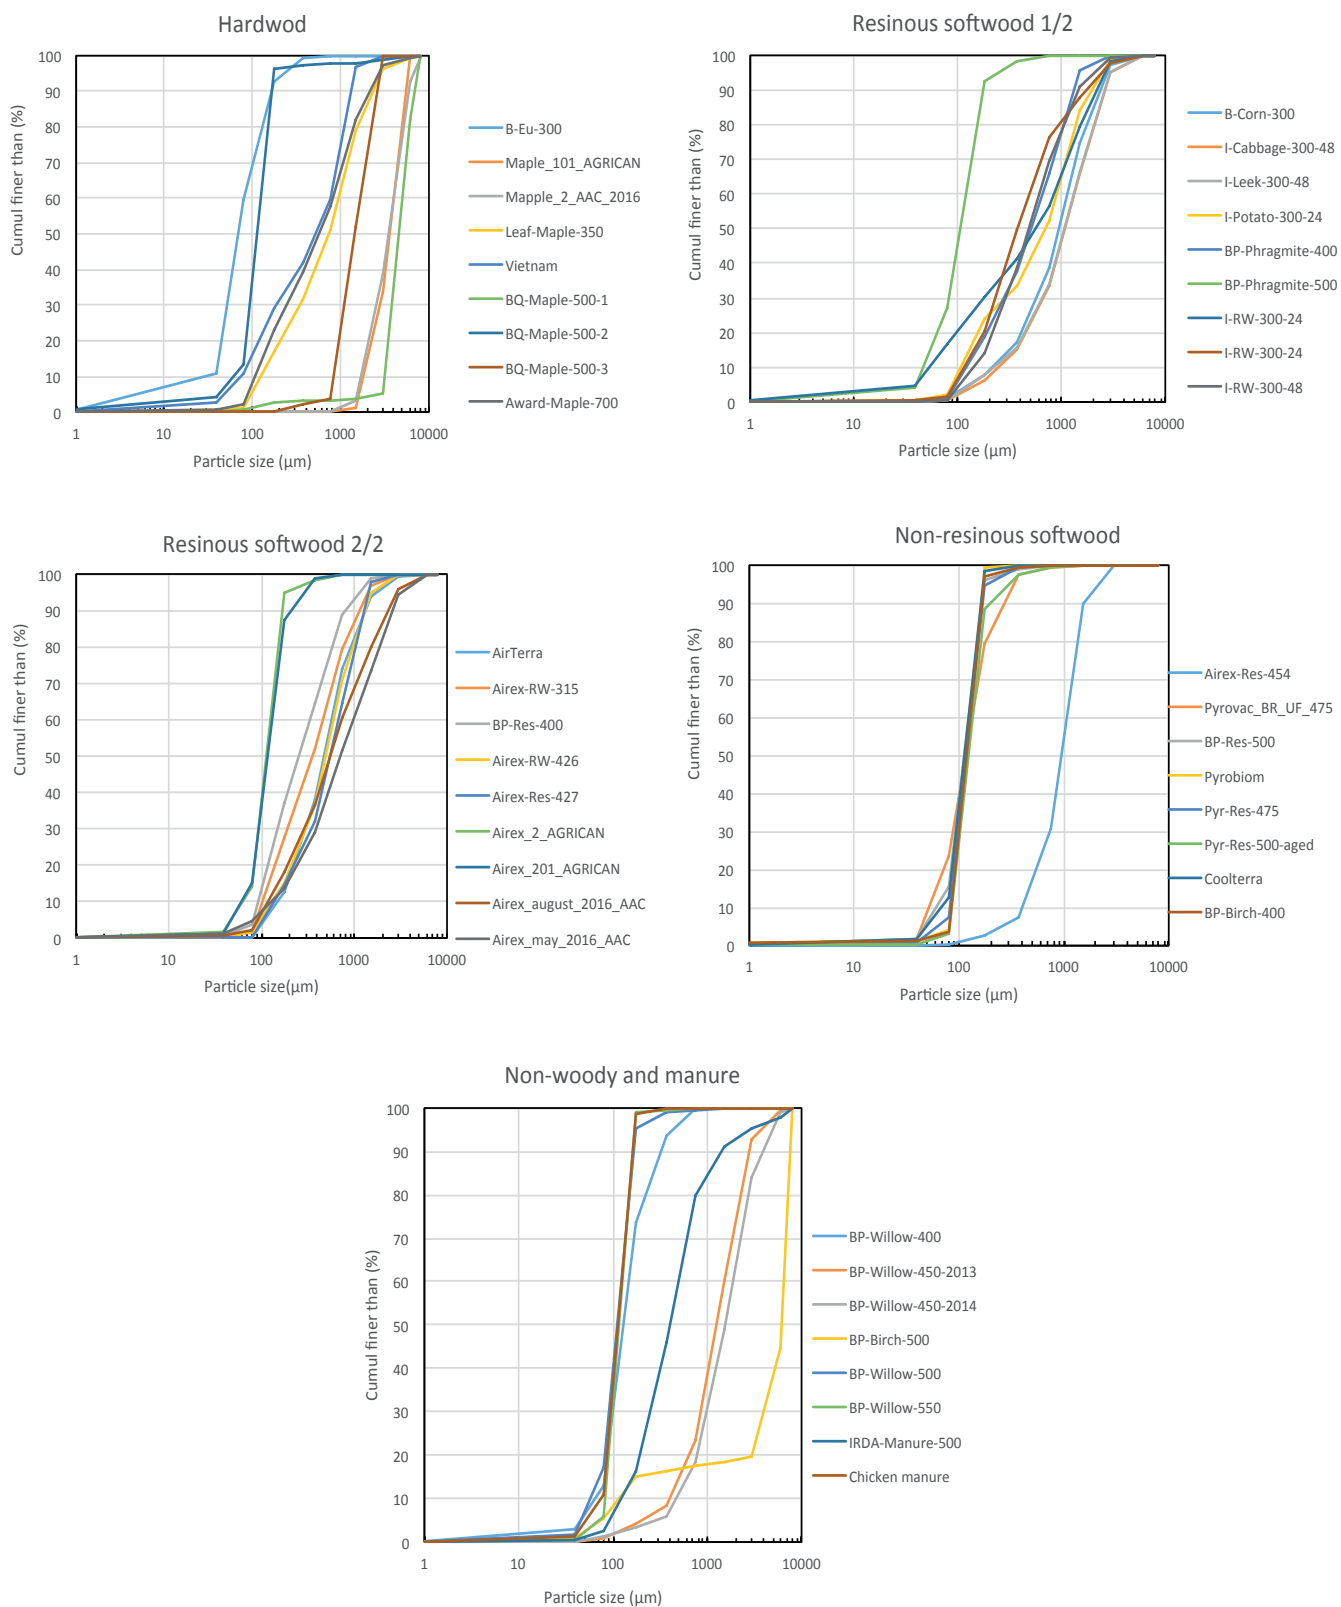 Hardwod
Cumul finer than (%)
100
90
80
70
60
50
40
30
20
10
0
1
10
100
1000
10000
Particle size (µm)
B-Eu-300
Maple_101_AGRICAN
Mapple_2_AAC_2016
Leaf-Maple-350
Vietnam
BQ-Maple-500-1
BQ-Maple-500-2
BQ-Maple-500-3
Award-Maple-700
Resinous softwood 1/2
Cumul finer than (%)
100
90
80
70
60
50
40
30
20
10
0
1
10
100
1000
10000
Particle size (µm)
B-Corn-300
I-Cabbage-300-48
I-Leek-300-48
I-Potato-300-24
BP-Phragmite-400
BP-Phragmite-500
I-RW-300-24
I-RW-300-24
I-RW-300-48
Resinous softwood 2/2
Cumul finer than (%)
100
90
80
70
60
50
40
30
20
10
0
1
10
100
1000
10000
Particle size(µm)
AirTerra
Airex-RW-315
BP-Res-400
Airex-RW-426
Airex-Res-427
Airex_2_AGRICAN
Airex_201_AGRICAN
Airex_august_2016_AAC
Airex_may_2016_AAC
Non-resinous softwood
Cumul finer than (%)
100
90
80
70
60
50
40
30
20
10
0
1
10
100
1000
10000
Particle size (µm)
Airex-Res-454
Pyrovac_BR_UF_475
BP-Res-500
Pyrobiom
Pyr-Res-475
Pyr-Res-500-aged
Coolterra
BP-Birch-400
Non-woody and manure
Cumul finer than (%)
100
90
80
70
60
50
40
30
20
10
0
1
10
100
1000
10000
Particle size (µm)
BP-Willow-400
BP-Willow-450-2013
BP-Willow-450-2014
BP-Birch-500
BP-Willow-500
BP-Willow-550
IRDA-Manure-500
Chicken manure